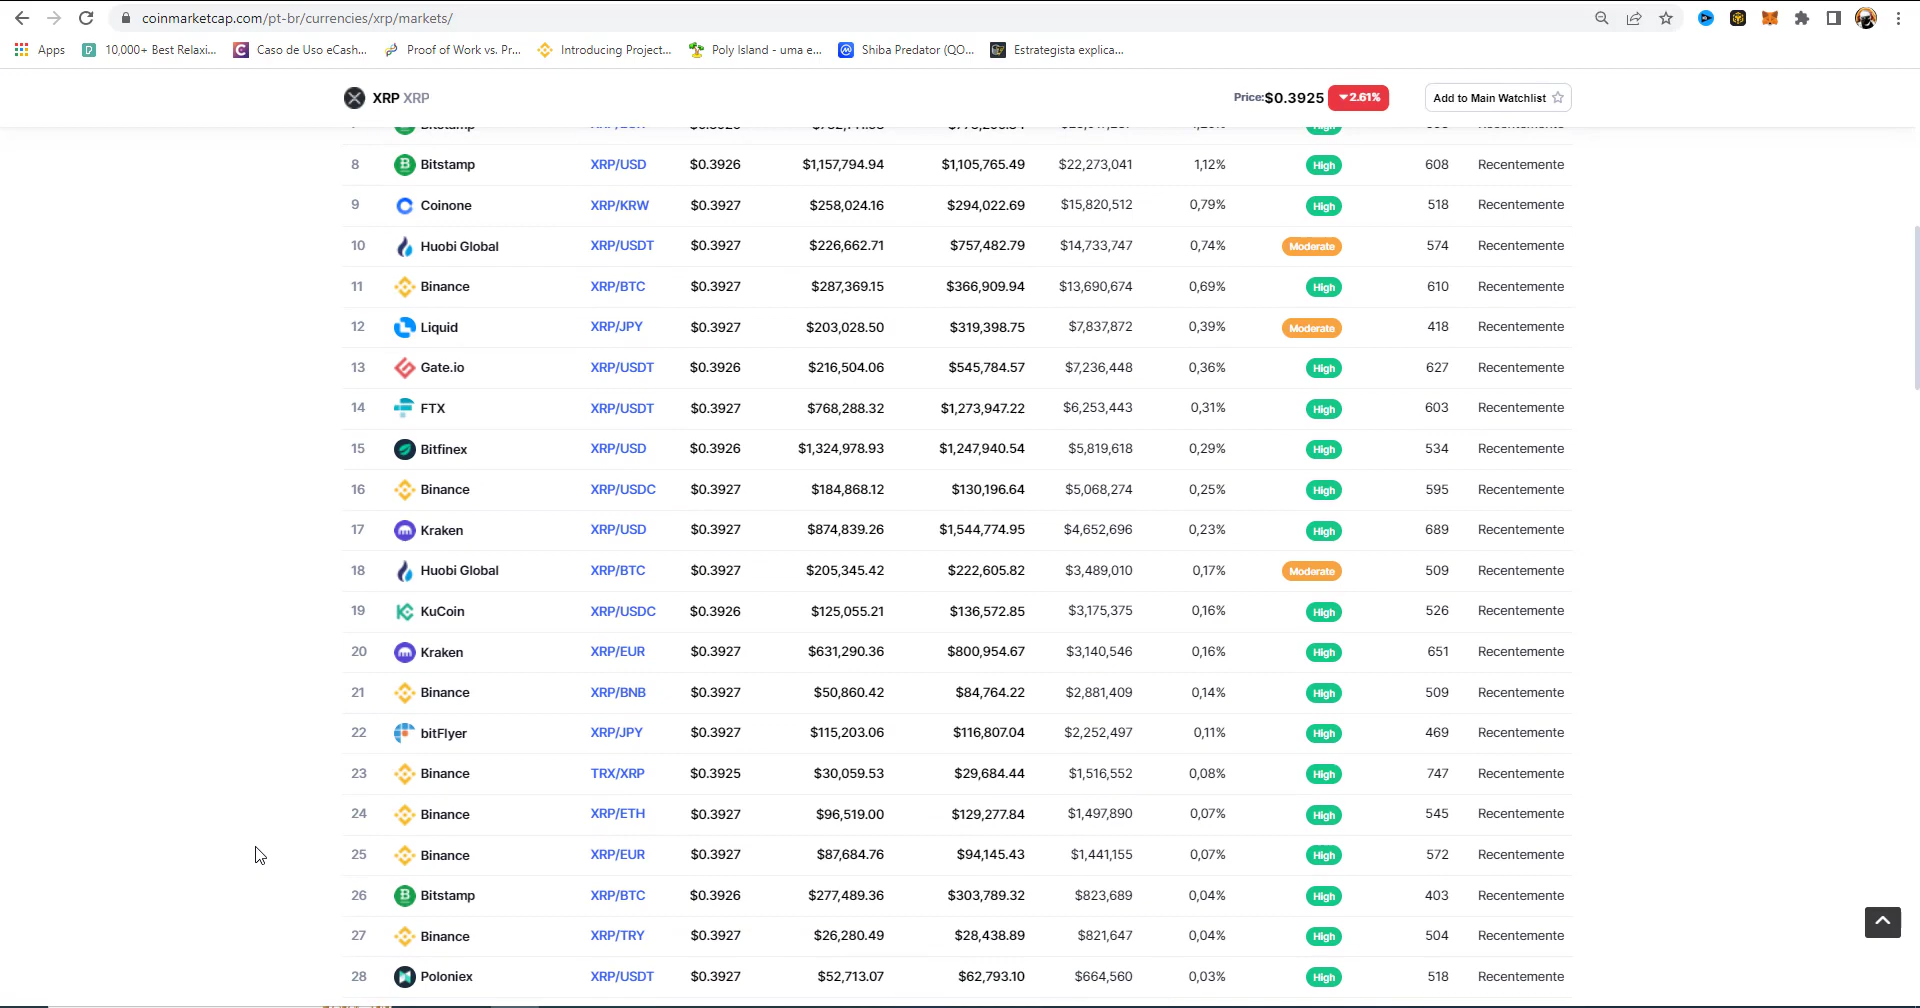 coinmarketcap.com/pt-br/currencies/xrp/markets/
Apps 10,000+ Best Relaxi... Caso de Uso eCash... Proof of Work vs. Pr... Introducing Project... Poly Island - uma e... Shiba Predator (QO... Estrategista explica...
XRP XRP Price:$0.3925 2.61% Add to Main Watchlist
8 Bitstamp XRP/USD $0.3926 $1,157,794.94 $1,105,765.49 $22,273,041 1,12% High 608 Recentemente
9 Coinone XRP/KRW $0.3927 $258,024.16 $294,022.69 $15,820,512 0,79% High 518 Recentemente
10 Huobi Global XRP/USDT $0.3927 $226,662.71 $757,482.79 $14,733,747 0,74% Moderate 574 Recentemente
11 Binance XRP/BTC $0.3927 $287,369.15 $366,909.94 $13,690,674 0,69% High 610 Recentemente
12 Liquid XRP/JPY $0.3927 $203,028.50 $319,398.75 $7,837,872 0,39% Moderate 418 Recentemente
13 Gate.io XRP/USDT $0.3926 $216,504.06 $545,784.57 $7,236,448 0,36% High 627 Recentemente
14 FTX XRP/USDT $0.3927 $768,288.32 $1,273,947.22 $6,253,443 0,31% High 603 Recentemente
15 Bitfinex XRP/USD $0.3926 $1,324,978.93 $1,247,940.54 $5,819,618 0,29% High 534 Recentemente
16 Binance XRP/USDC $0.3927 $184,868.12 $130,196.64 $5,068,274 0,25% High 595 Recentemente
17 Kraken XRP/USD $0.3927 $874,839.26 $1,544,774.95 $4,652,696 0,23% High 689 Recentemente
18 Huobi Global XRP/BTC $0.3927 $205,345.42 $222,605.82 $3,489,010 0,17% Moderate 509 Recentemente
19 KuCoin XRP/USDC $0.3926 $125,055.21 $136,572.85 $3,175,375 0,16% High 526 Recentemente
20 Kraken XRP/EUR $0.3927 $631,290.36 $800,954.67 $3,140,546 0,16% High 651 Recentemente
21 Binance XRP/BNB $0.3927 $50,860.42 $84,764.22 $2,881,409 0,14% High 509 Recentemente
22 bitFlyer XRP/JPY $0.3927 $115,203.06 $116,807.04 $2,252,497 0,11% High 469 Recentemente
23 Binance TRX/XRP $0.3925 $30,059.53 $29,684.44 $1,516,552 0,08% High 747 Recentemente
24 Binance XRP/ETH $0.3927 $96,519.00 $129,277.84 $1,497,890 0,07% High 545 Recentemente
25 Binance XRP/EUR $0.3927 $87,684.76 $94,145.43 $1,441,155 0,07% High 572 Recentemente
26 Bitstamp XRP/BTC $0.3926 $277,489.36 $303,789.32 $823,689 0,04% High 403 Recentemente
27 Binance XRP/TRY $0.3927 $26,280.49 $28,438.89 $821,647 0,04% High 504 Recentemente
28 Poloniex XRP/USDT $0.3927 $52,713.07 $62,793.10 $664,560 0,03% High 518 Recentemente